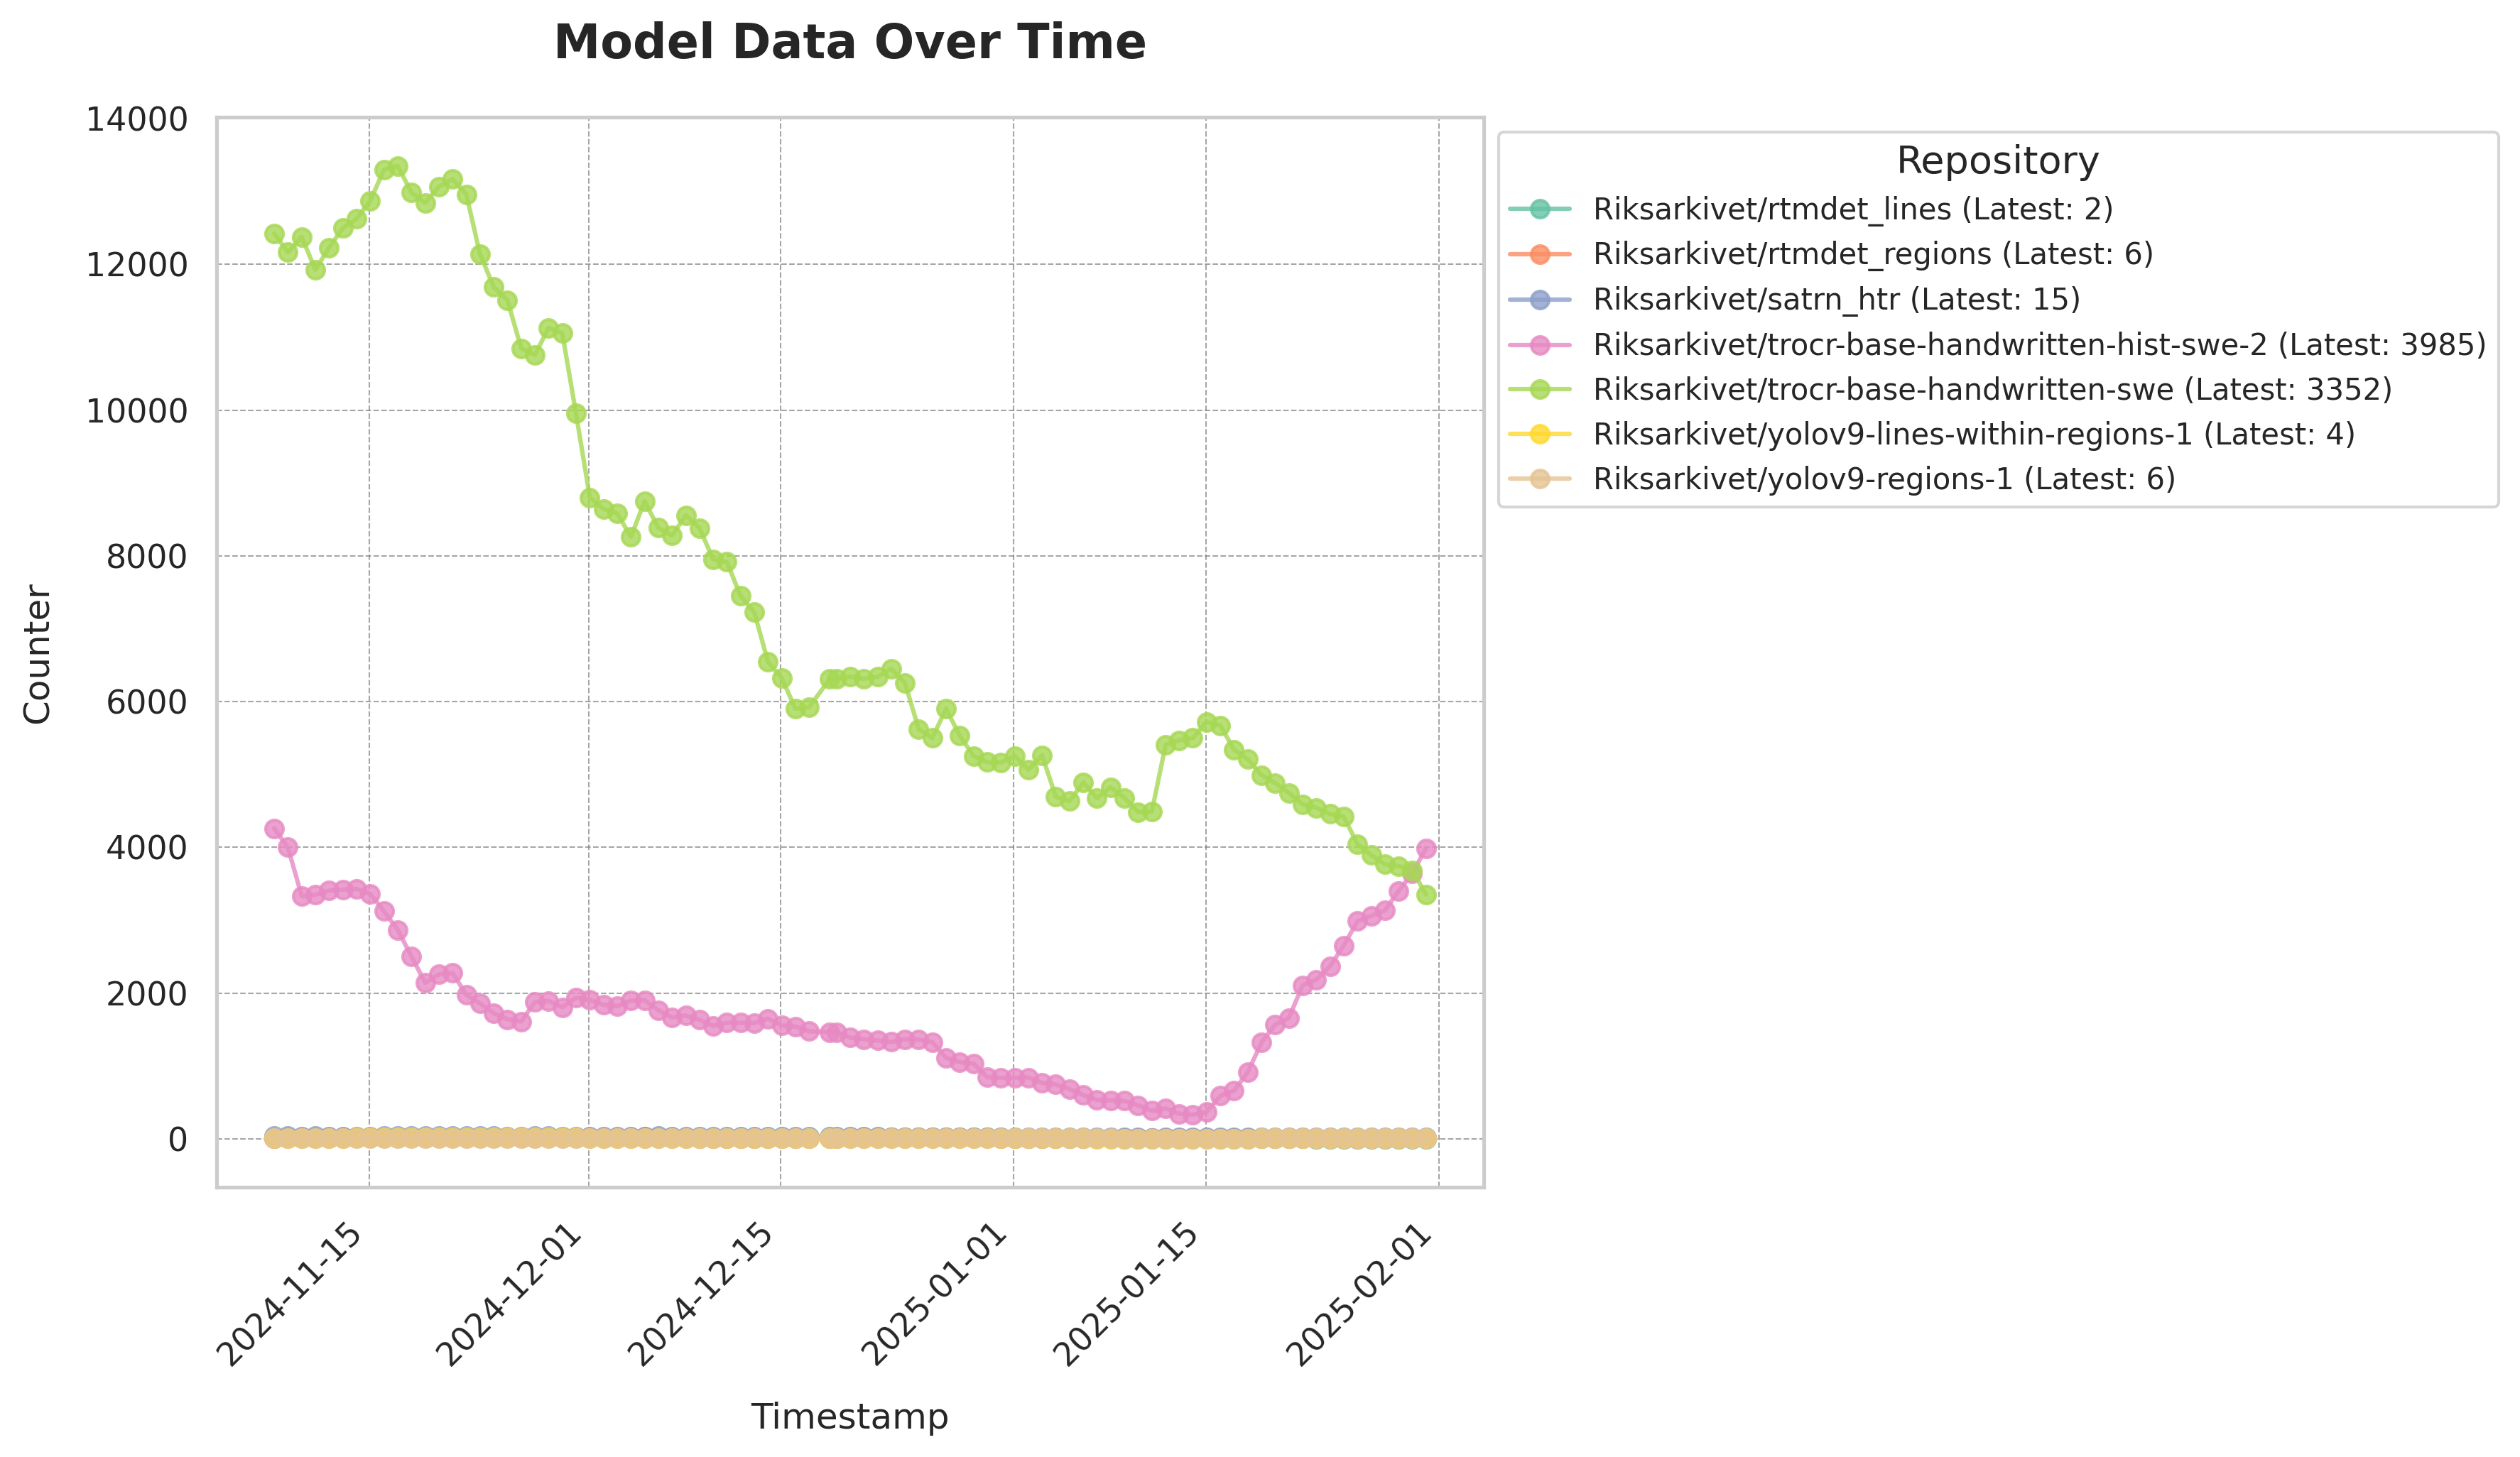 Model Data Over Time
14000
12000
10000
8000
6000
4000
2000
0
Counter
2024-11-15
2024-12-01
2024-12-15
2025-01-01
2025-01-15
2025-02-01
Timestamp
Repository
Riksarkivet/rtmdet_lines (Latest: 2)
Riksarkivet/rtmdet_regions (Latest: 6)
Riksarkivet/satrn_htr (Latest: 15)
Riksarkivet/trocr-base-handwritten-hist-swe-2 (Latest: 3985)
Riksarkivet/trocr-base-handwritten-swe (Latest: 3352)
Riksarkivet/yolov9-lines-within-regions-1 (Latest: 4)
Riksarkivet/yolov9-regions-1 (Latest: 6)